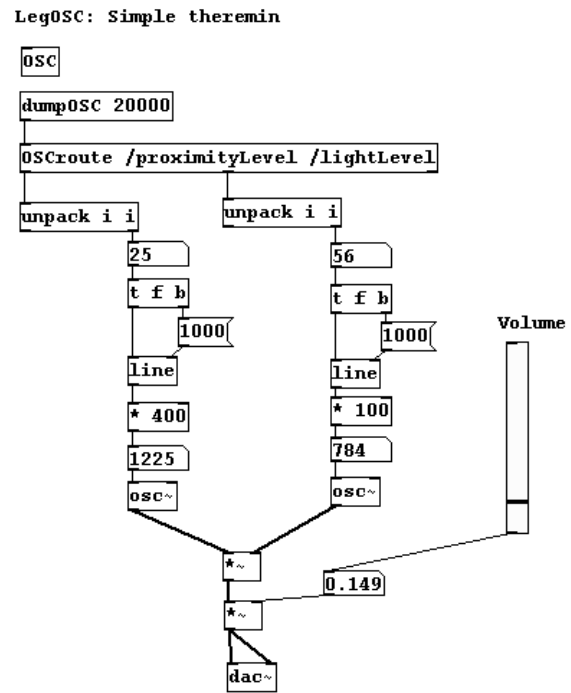 LegOSC: Simple theremin
OSC
dumpOSC 20000
OSCroute /proximityLevel /lightLevel
unpack i i
unpack i i
25
56
t f b
t f b
1000
1000
Volume
line
line
* 400
* 100
1225
784
osc~
osc~
*~
0.149
*~
dac~